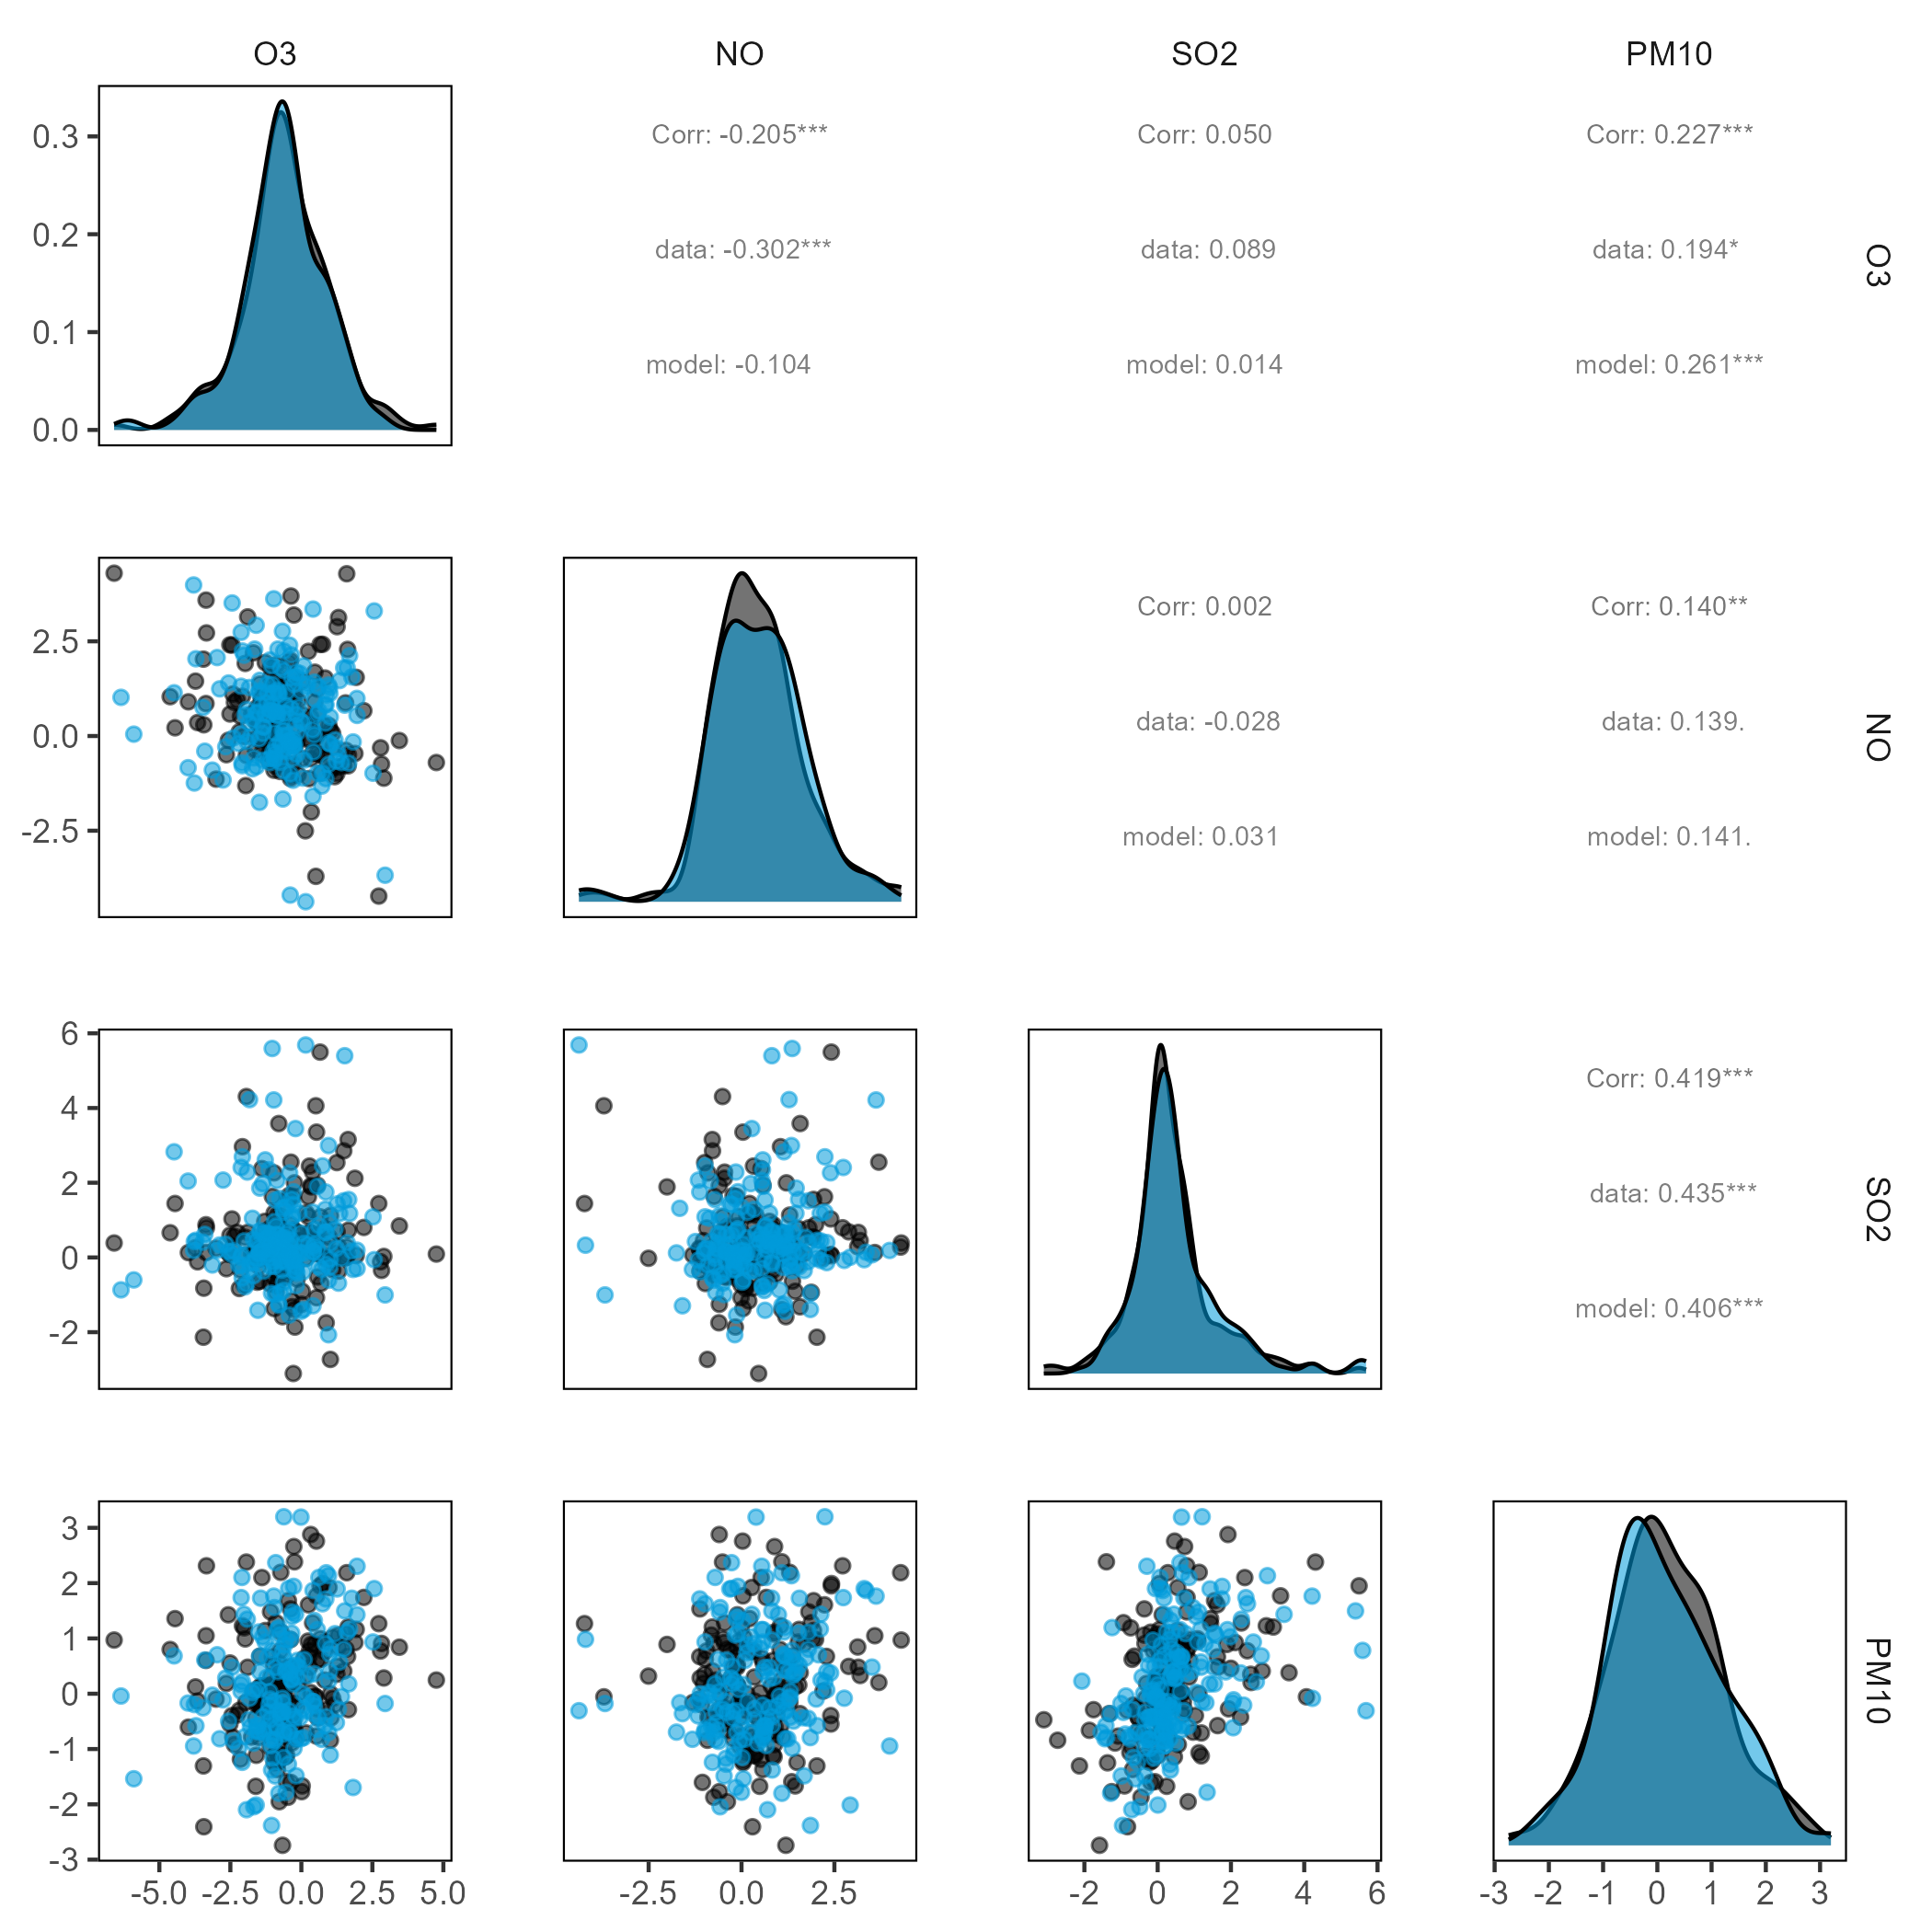 O3 NO SO2 PM10
0.3
0.2
0.1
0.0
Corr: -0.205***
data: -0.302***
model: -0.104
Corr: 0.050
data: 0.089
model: 0.014
Corr: 0.227***
data: 0.194*
model: 0.261***
O3
2.5
0.0
-2.5
Corr: 0.002
data: -0.028
model: 0.031
Corr: 0.140**
data: 0.139.
model: 0.141.
NO
6
4
2
0
-2
Corr: 0.419***
data: 0.435***
model: 0.406***
SO2
3
2
1
0
-1
-2
-3
PM10
-5.0 -2.5 0.0 2.5 5.0
-2.5 0.0 2.5
-2 0 2 4 6
-3 -2 -1 0 1 2 3